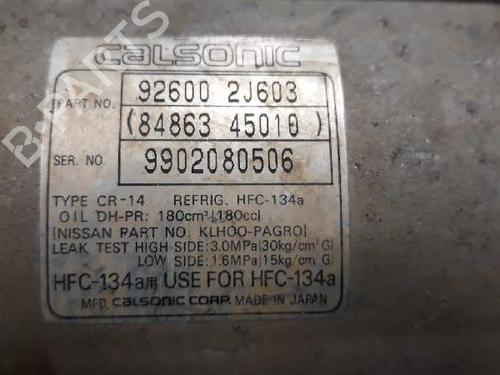 CALSONIC
PART NO. 92600 2J603
(84863 45010 )
SER. NO. 9902080506
TYPE CR-14 REFRIG. HFC-134a
OIL DH-PR: 180cm³[180cc]
[NISSAN PART NO. KLHOO-PAGRO]
LEAK TEST HIGH SIDE: 3.0MPa[30kg/cm²G]
LOW SIDE: 1.6MPa[15kg/cm²G]
HFC-134a用 USE FOR HFC-134a
MFD. CALSONIC CORP. MADE IN JAPAN
B-PARTS